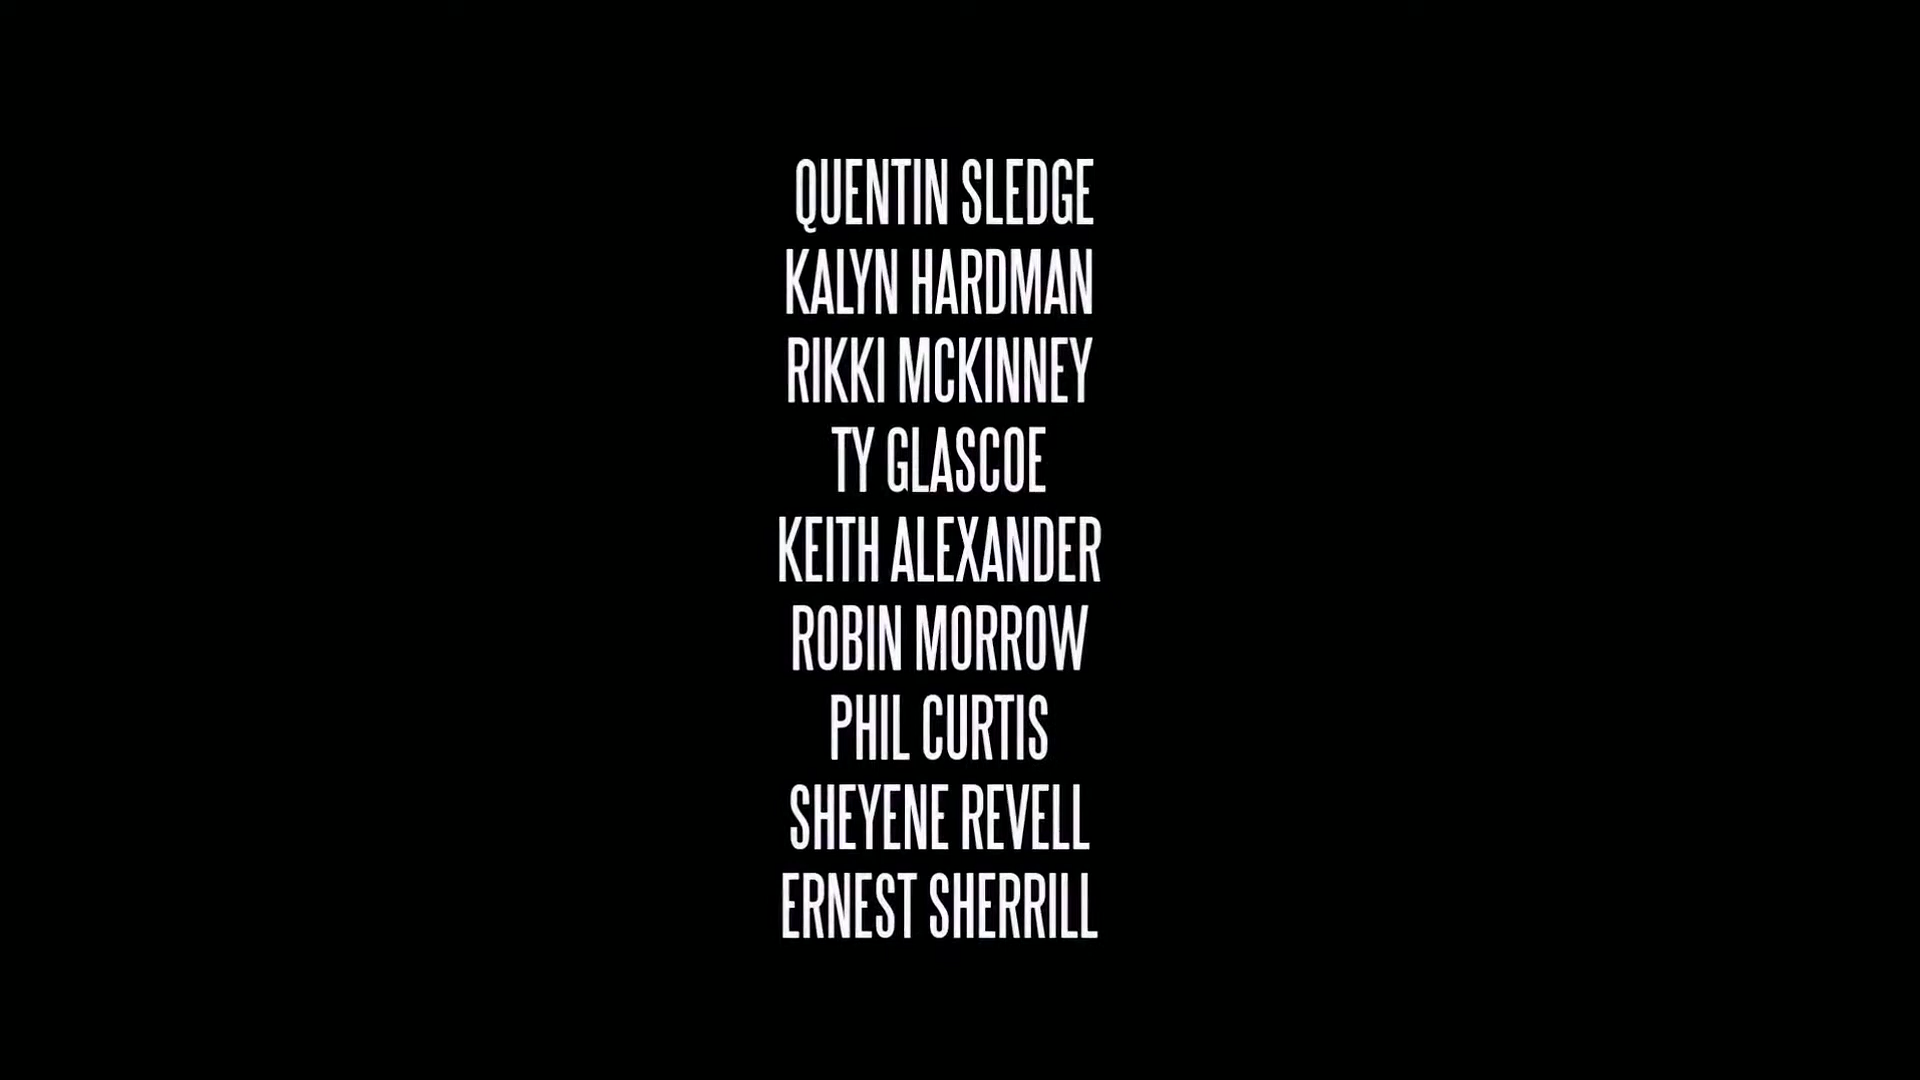 QUENTIN SLEDGE
KALYN HARDMAN
RIKKI MCKINNEY
TY GLASCOE
KEITH ALEXANDER
ROBIN MORROW
PHIL CURTIS
SHEYENE REVELL
ERNEST SHERRILL